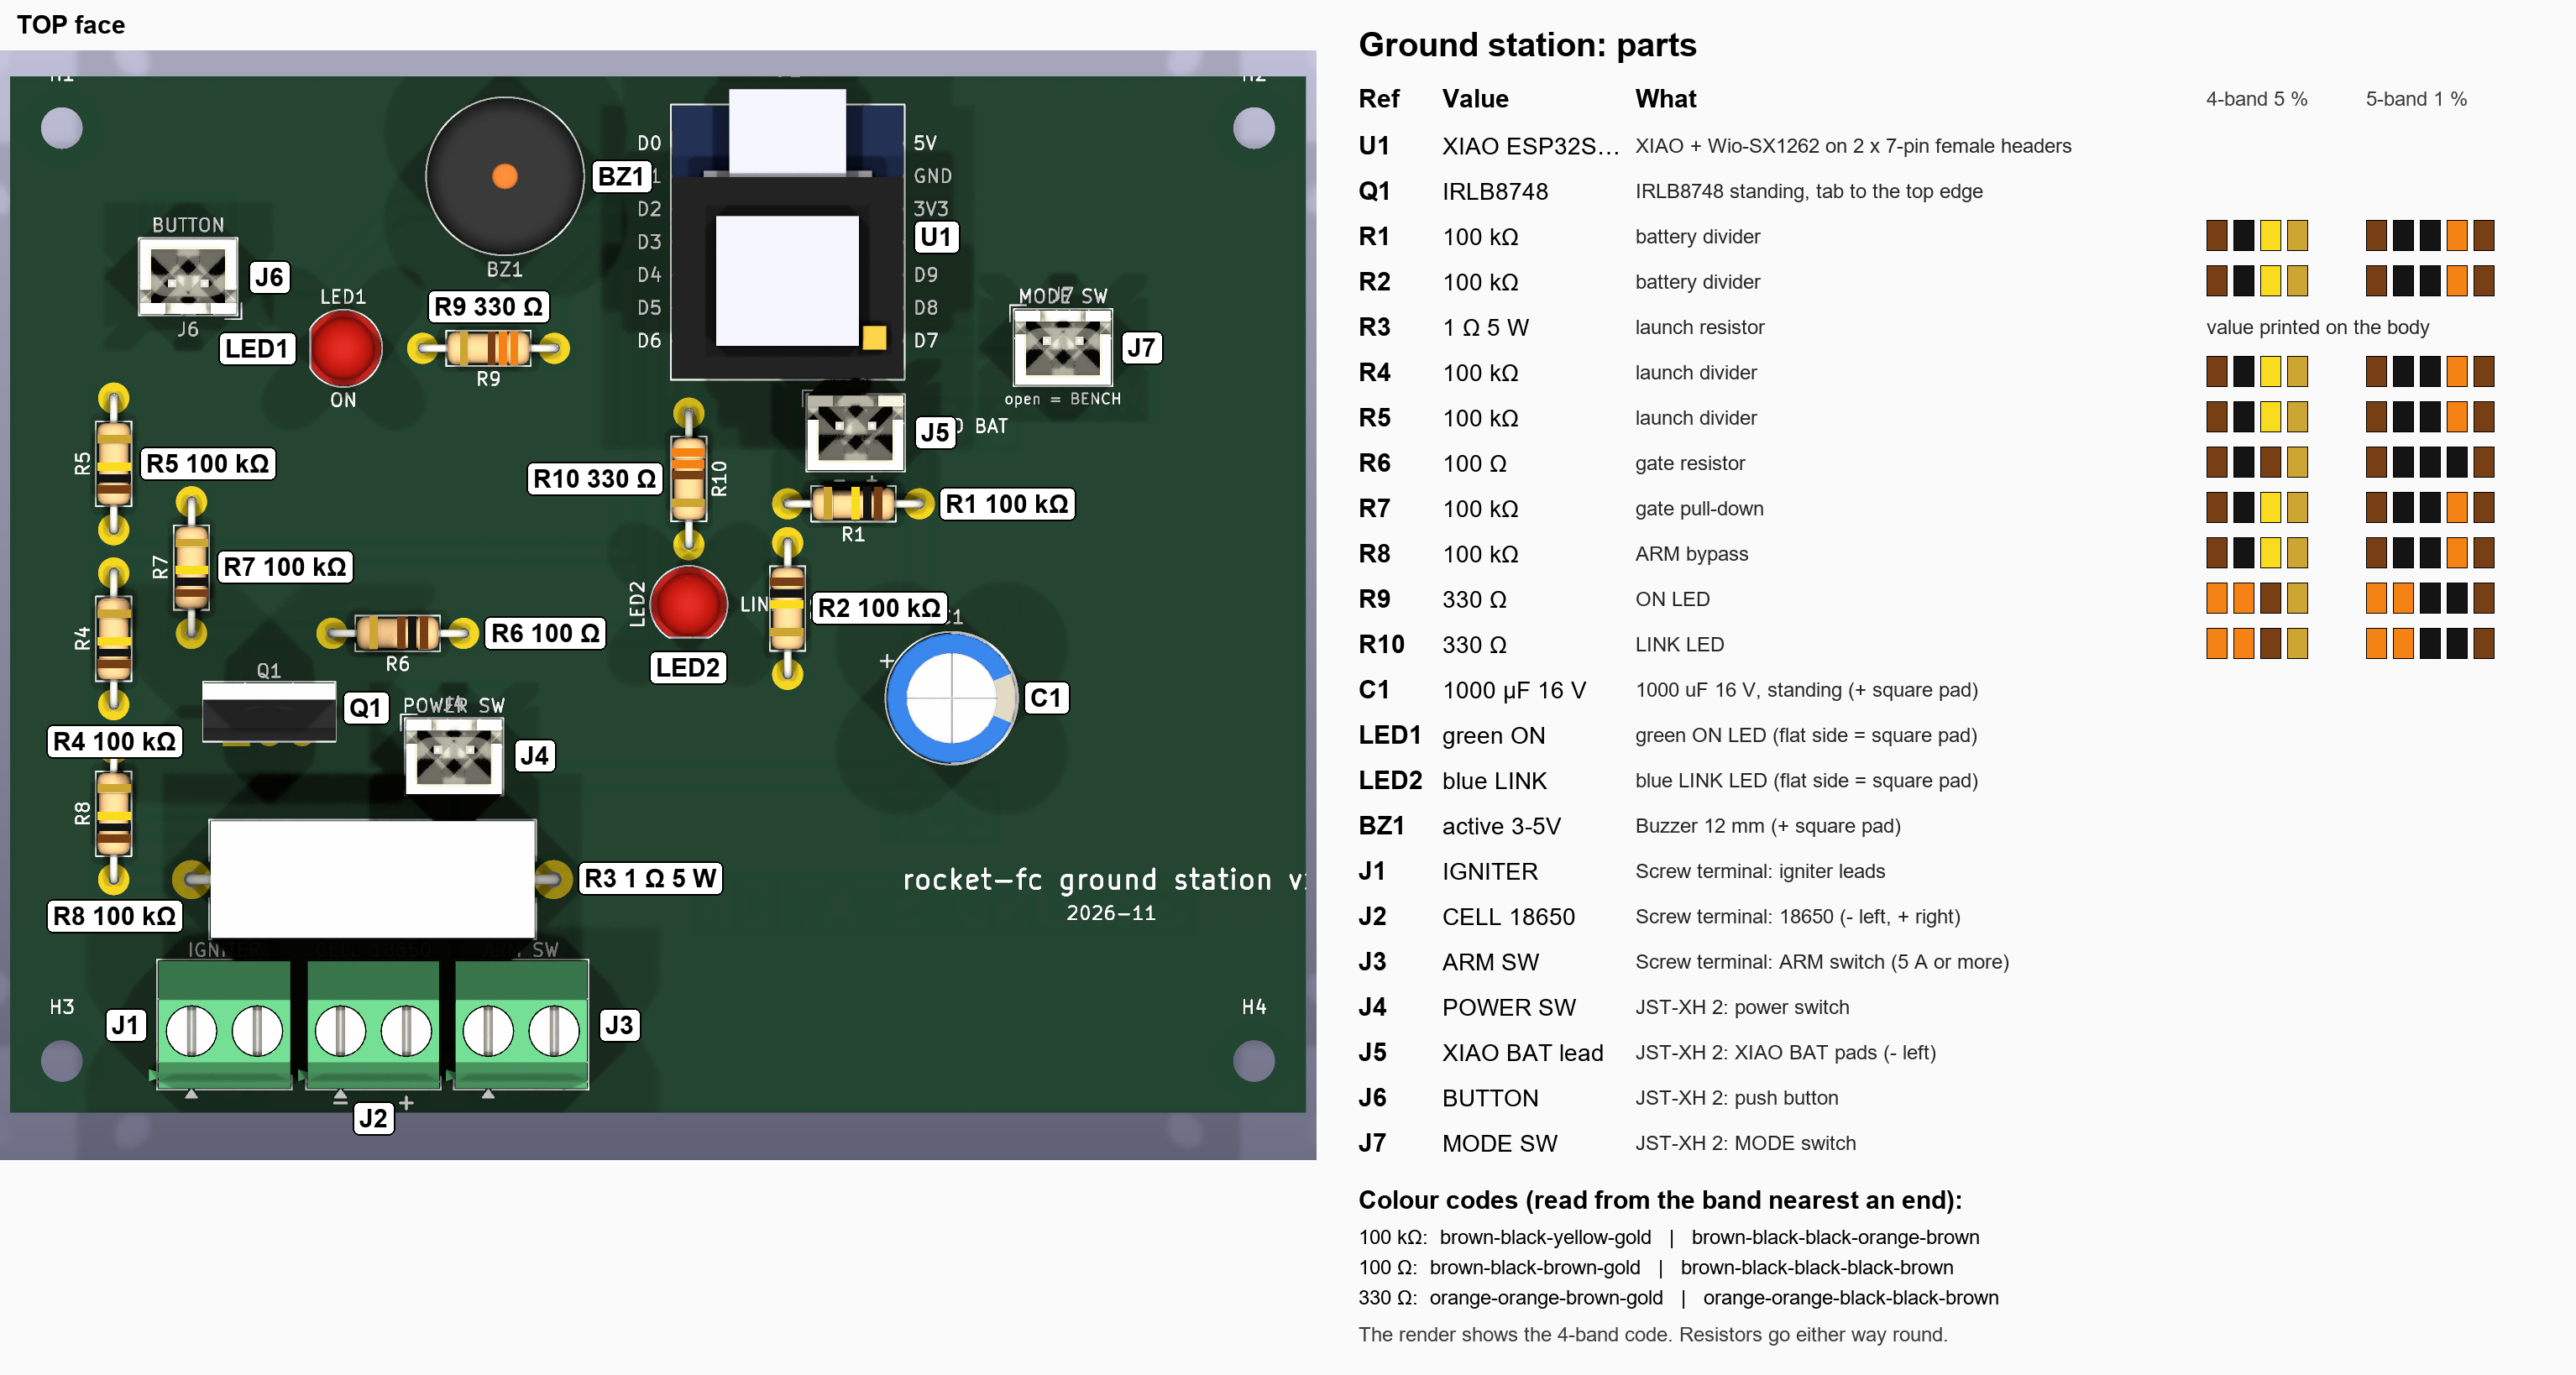 TOP face
H1
H2
D0
5V
BZ1
GND
D2
3V3
D3
U1
BUTTON
BZ1
D4
D9
J6
LED1
R9 330 Ω
D5
D8
MODE SW
J6
LED1
D6
D7
J7
R9
ON
open = BENCH
J5
BAT
R5
R5 100 kΩ
R10 330 Ω
R10
R1 100 kΩ
R1
R7
R7 100 kΩ
LED2
R2 100 kΩ
R4
R6 100 Ω
R6
LED2
Q1
Q1
POWER SW
+
C1
R4 100 kΩ
J4
R8
R3 1 Ω 5 W
rocket-fc ground station
R8 100 kΩ
2026-11
IGNITER
CELL 18650
ARM SW
H3
H4
J1
J3
J2
+
Ground station: parts
Ref Value What 4-band 5 % 5-band 1 %
U1 XIAO ESP32S… XIAO + Wio-SX1262 on 2 x 7-pin female headers
Q1 IRLB8748 IRLB8748 standing, tab to the top edge
R1 100 kΩ battery divider
R2 100 kΩ battery divider
R3 1 Ω 5 W launch resistor value printed on the body
R4 100 kΩ launch divider
R5 100 kΩ launch divider
R6 100 Ω gate resistor
R7 100 kΩ gate pull-down
R8 100 kΩ ARM bypass
R9 330 Ω ON LED
R10 330 Ω LINK LED
C1 1000 µF 16 V 1000 uF 16 V, standing (+ square pad)
LED1 green ON green ON LED (flat side = square pad)
LED2 blue LINK blue LINK LED (flat side = square pad)
BZ1 active 3-5V Buzzer 12 mm (+ square pad)
J1 IGNITER Screw terminal: igniter leads
J2 CELL 18650 Screw terminal: 18650 (- left, + right)
J3 ARM SW Screw terminal: ARM switch (5 A or more)
J4 POWER SW JST-XH 2: power switch
J5 XIAO BAT lead JST-XH 2: XIAO BAT pads (- left)
J6 BUTTON JST-XH 2: push button
J7 MODE SW JST-XH 2: MODE switch
Colour codes (read from the band nearest an end):
100 kΩ: brown-black-yellow-gold | brown-black-black-orange-brown
100 Ω: brown-black-brown-gold | brown-black-black-black-brown
330 Ω: orange-orange-brown-gold | orange-orange-black-black-brown
The render shows the 4-band code. Resistors go either way round.